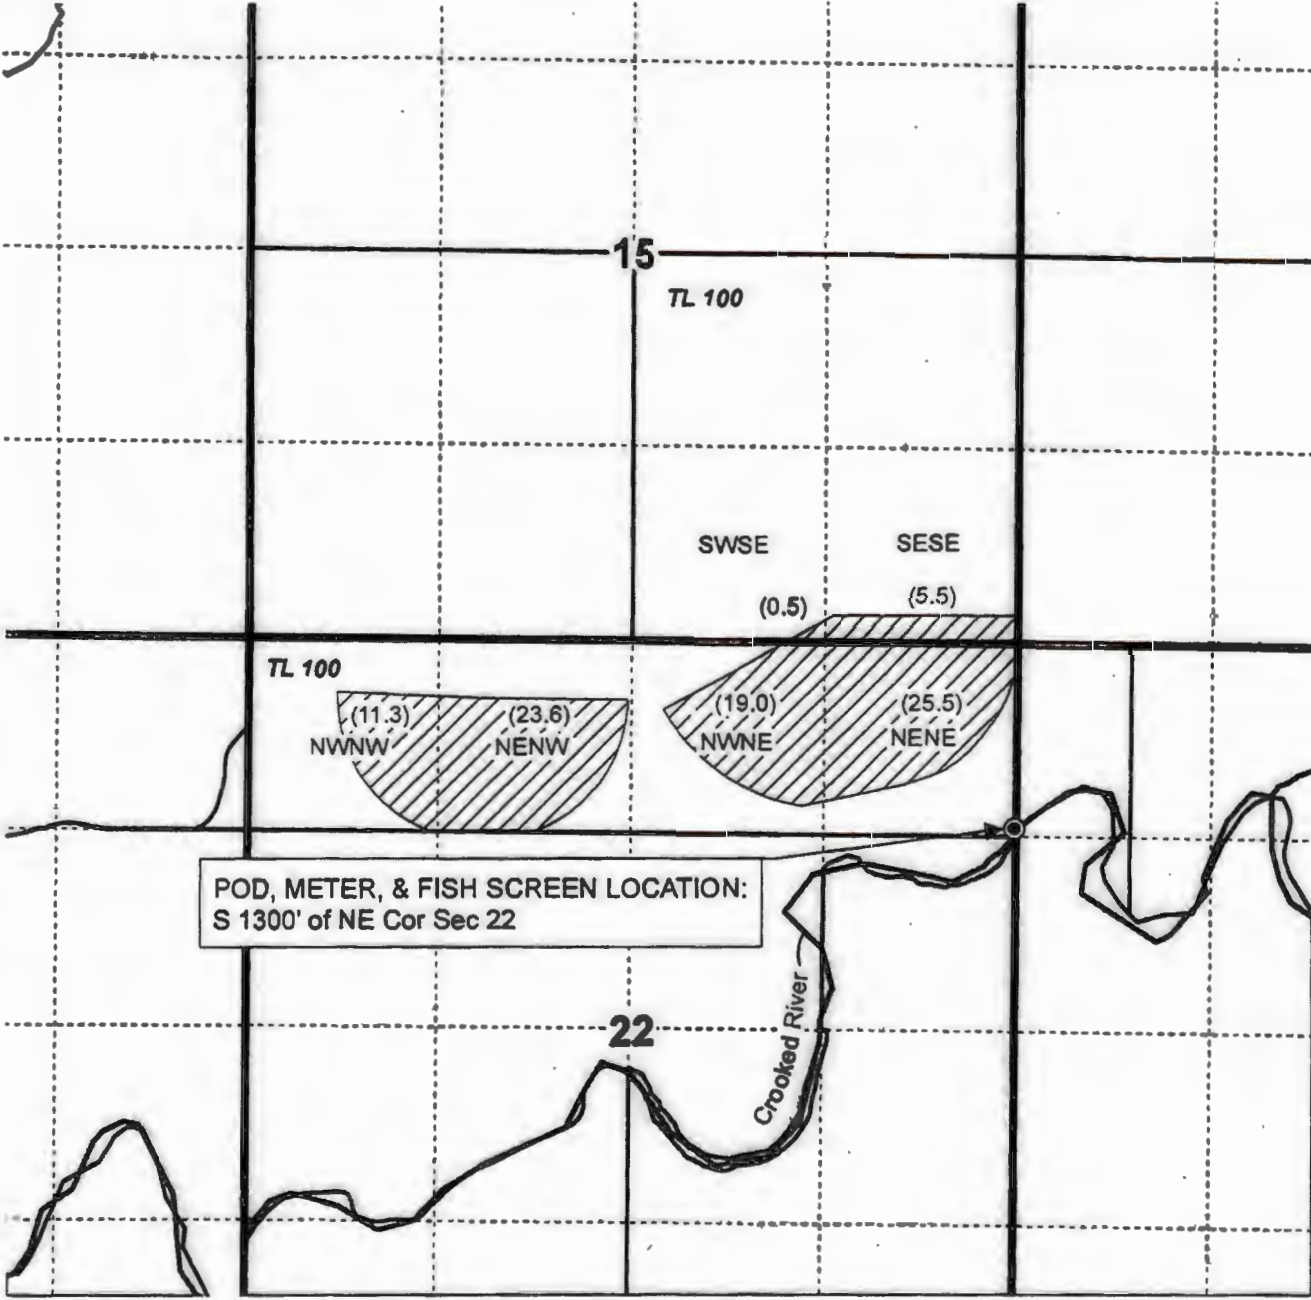 15
TL 100
SWSE
SESE
(0.5)
(5.5)
TL 100
(11.3)
(23.6)
(19.0)
(25.5)
NWNW
NENW
NWNE
NENE
POD, METER, & FISH SCREEN LOCATION:
S 1300' of NE Cor Sec 22
Crooked River
22